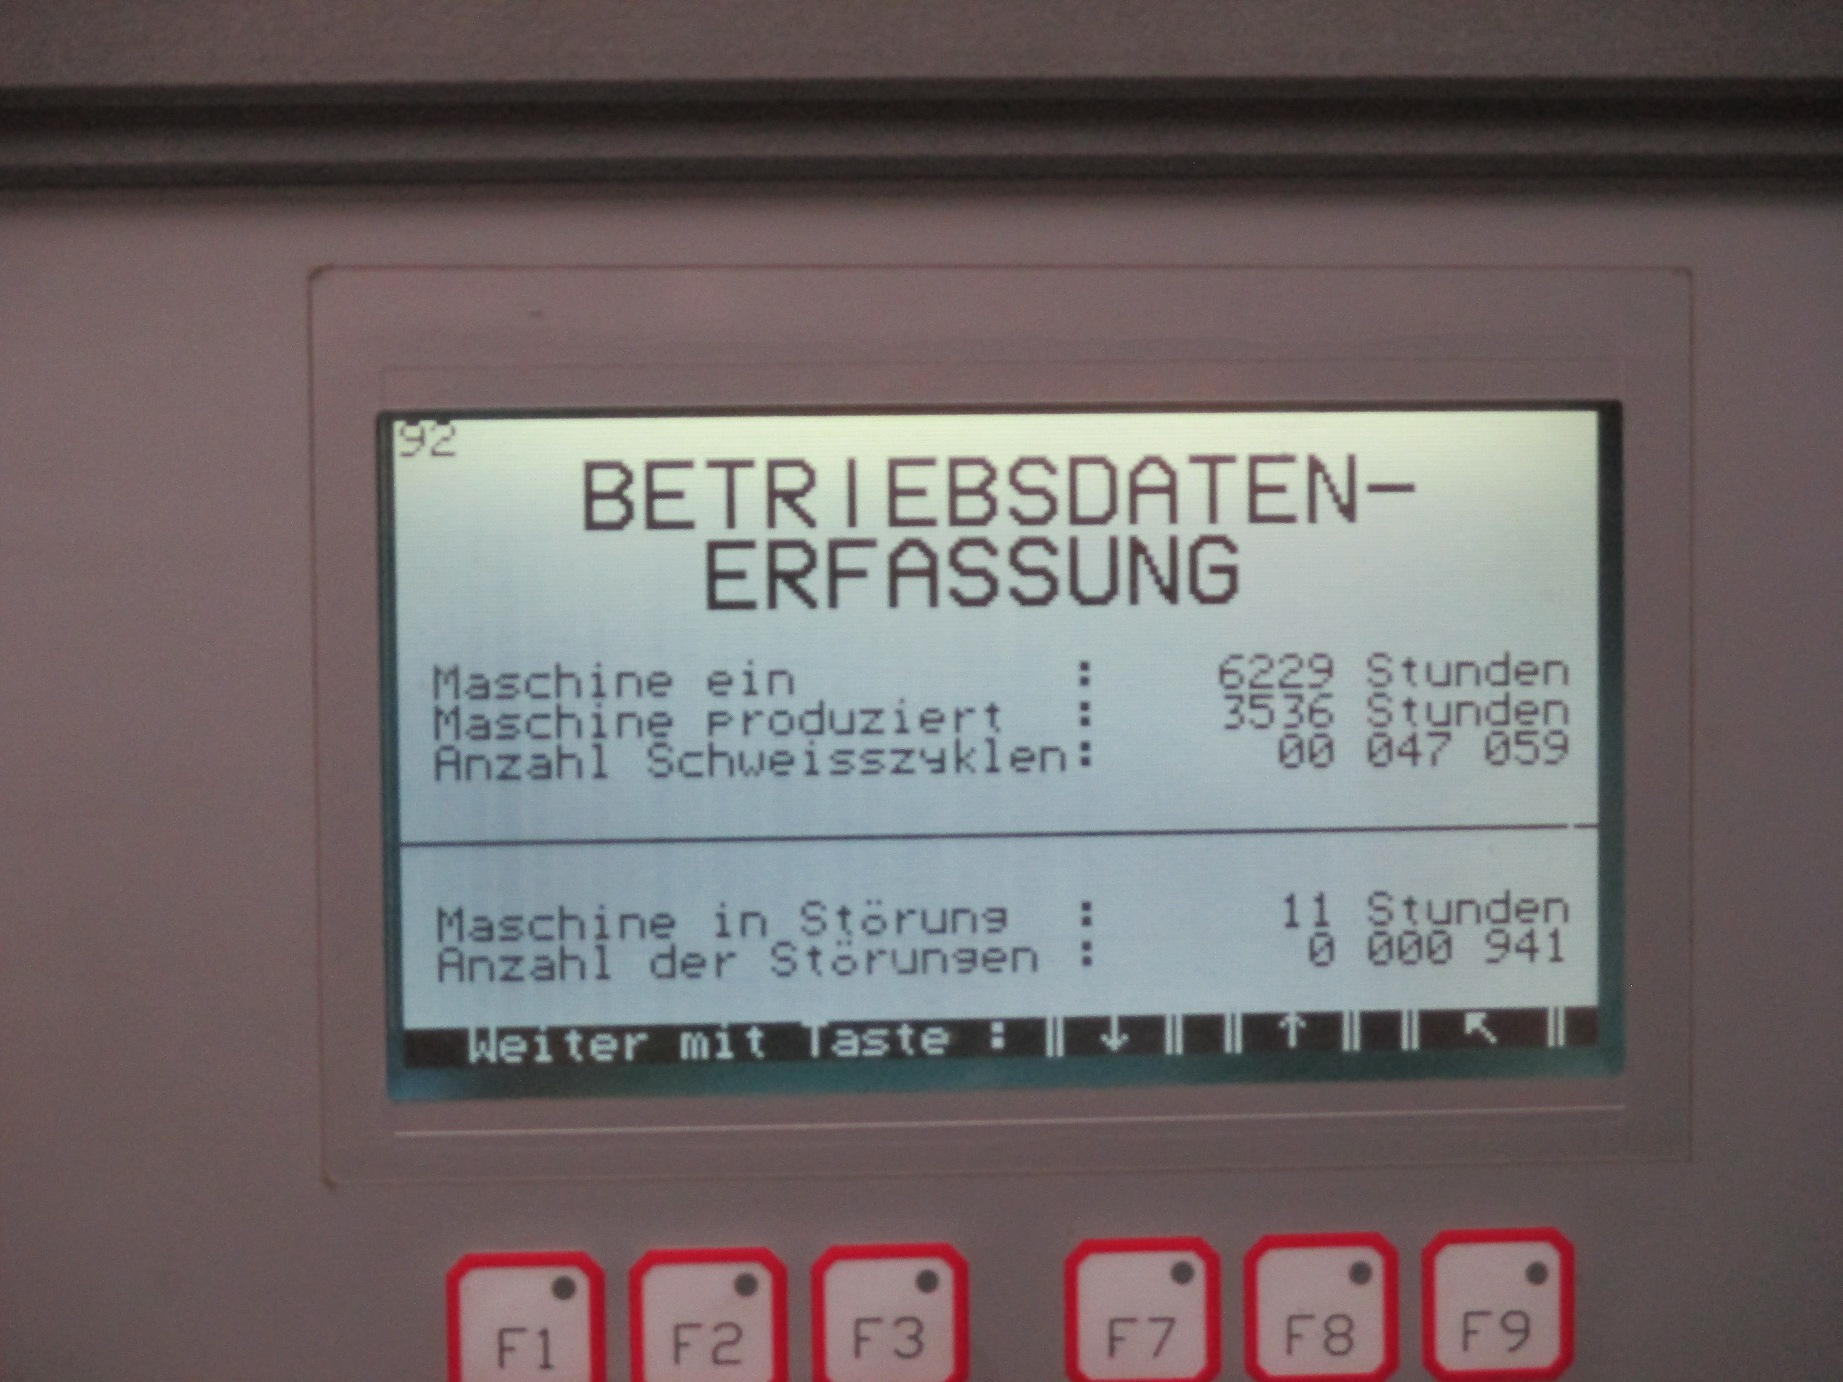 92
BETRIEBSDATEN-
ERFASSUNG
Maschine ein : 6229 Stunden
Maschine produziert : 3536 Stunden
Anzahl Schweisszyklen: 00 047 059
Maschine in Störung : 11 Stunden
Anzahl der Störungen : 0 000 941
Weiter mit Taste : ‖ ↓ ‖ ‖ ↑ ‖ ‖ ↖ ‖
F1 F2 F3 F7 F8 F9